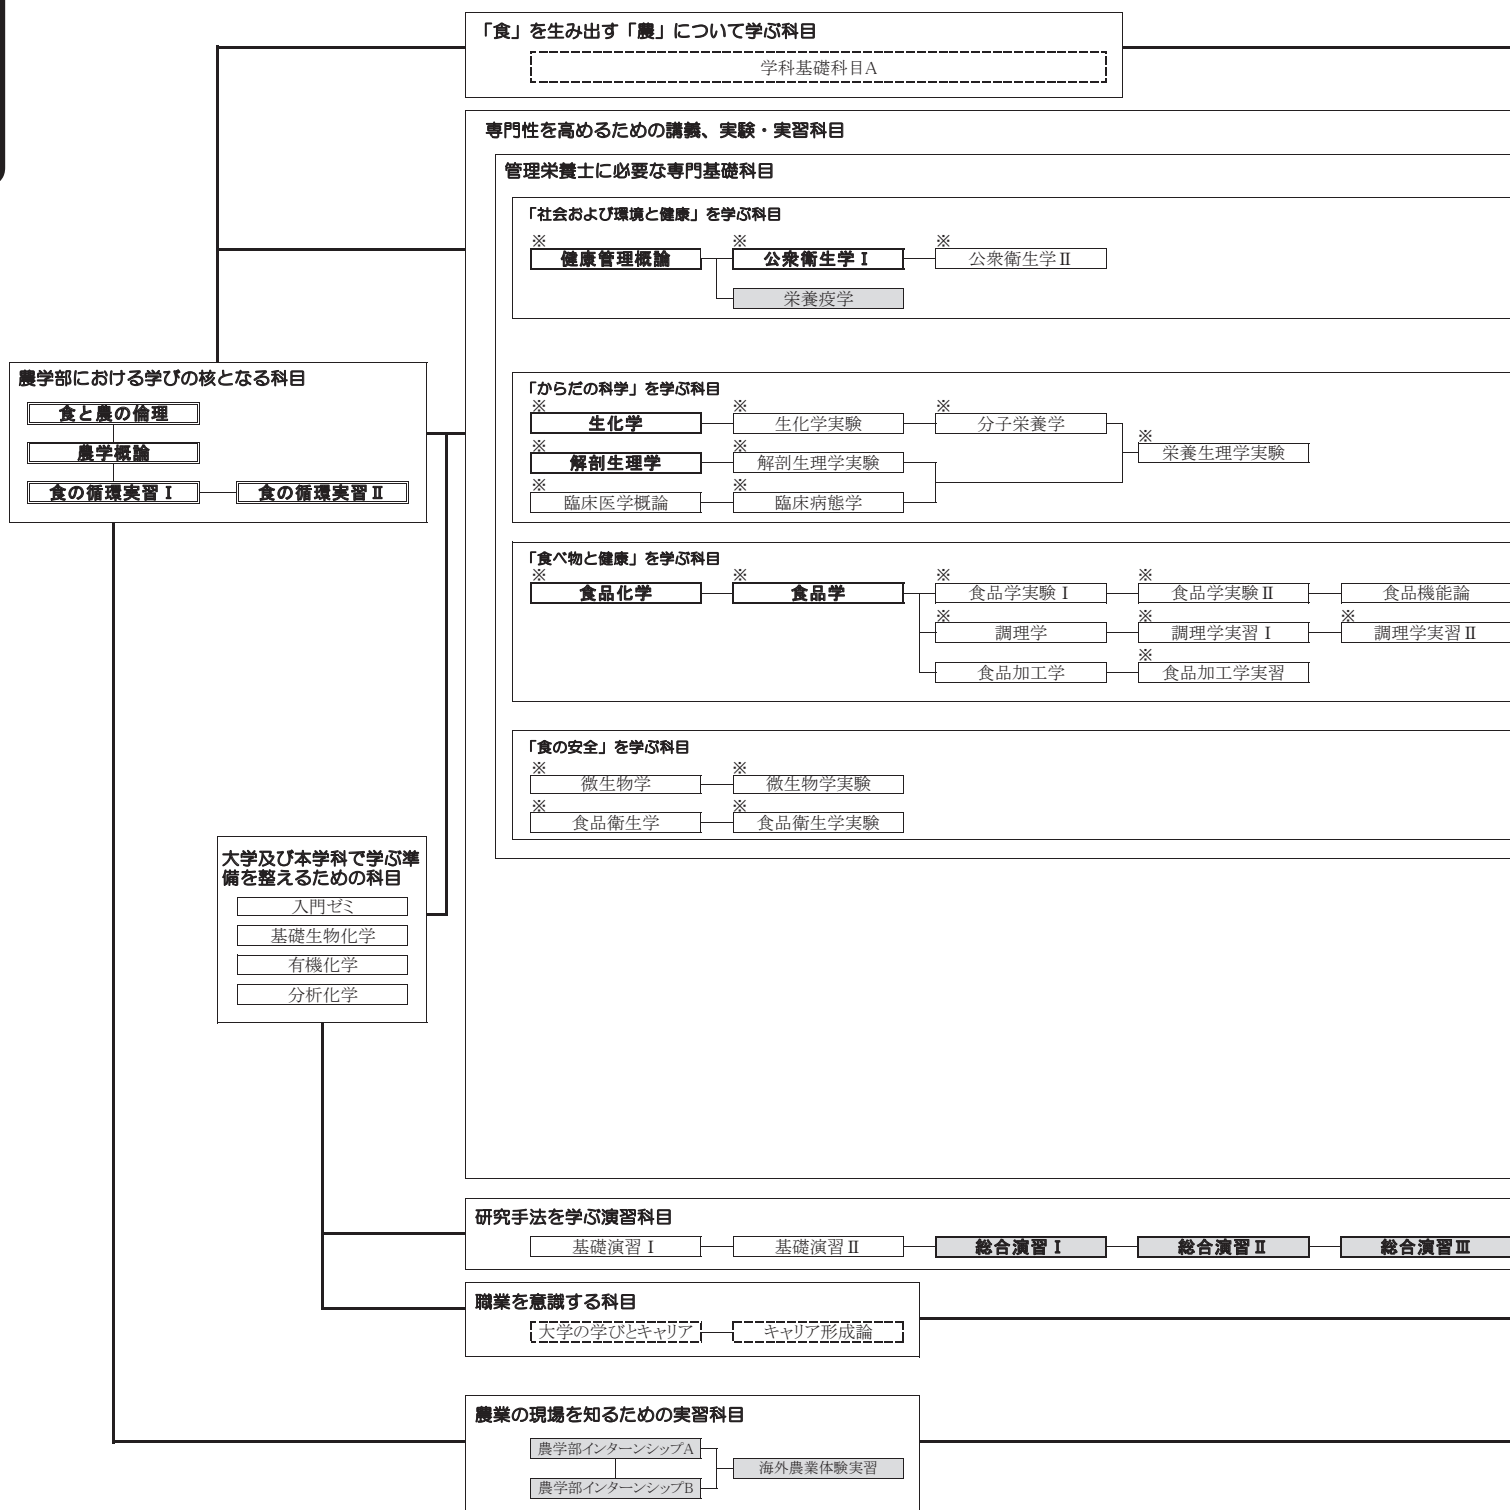 「食」を生み出す「農」について学ぶ科目
学科基礎科目A
専門性を高めるための講義、実験・実習科目
管理栄養士に必要な専門基礎科目
「社会および環境と健康」を学ぶ科目
※ ※ ※
健康管理概論 公衆衛生学Ⅰ 公衆衛生学Ⅱ
栄養疫学
農学部における学びの核となる科目
食と農の倫理
農学概論
食の循環実習Ⅰ 食の循環実習Ⅱ
「からだの科学」を学ぶ科目
※ ※ ※
生化学 生化学実験 分子栄養学
※ ※ ※
解剖生理学 解剖生理学実験 栄養生理学実験
※ ※
臨床医学概論 臨床病態学
「食べ物と健康」を学ぶ科目
※ ※ ※ ※
食品化学 食品学 食品学実験Ⅰ 食品学実験Ⅱ 食品機能論
※ ※ ※
調理学 調理学実習Ⅰ 調理学実習Ⅱ
※
食品加工学 食品加工学実習
「食の安全」を学ぶ科目
※ ※
微生物学 微生物学実験
※ ※
食品衛生学 食品衛生学実験
大学及び本学科で学ぶ準
備を整えるための科目
入門ゼミ
基礎生物化学
有機化学
分析化学
研究手法を学ぶ演習科目
基礎演習Ⅰ 基礎演習Ⅱ 総合演習Ⅰ 総合演習Ⅱ 総合演習Ⅲ
職業を意識する科目
大学の学びとキャリア キャリア形成論
農業の現場を知るための実習科目
農学部インターンシップA
海外農業体験実習
農学部インターンシップB